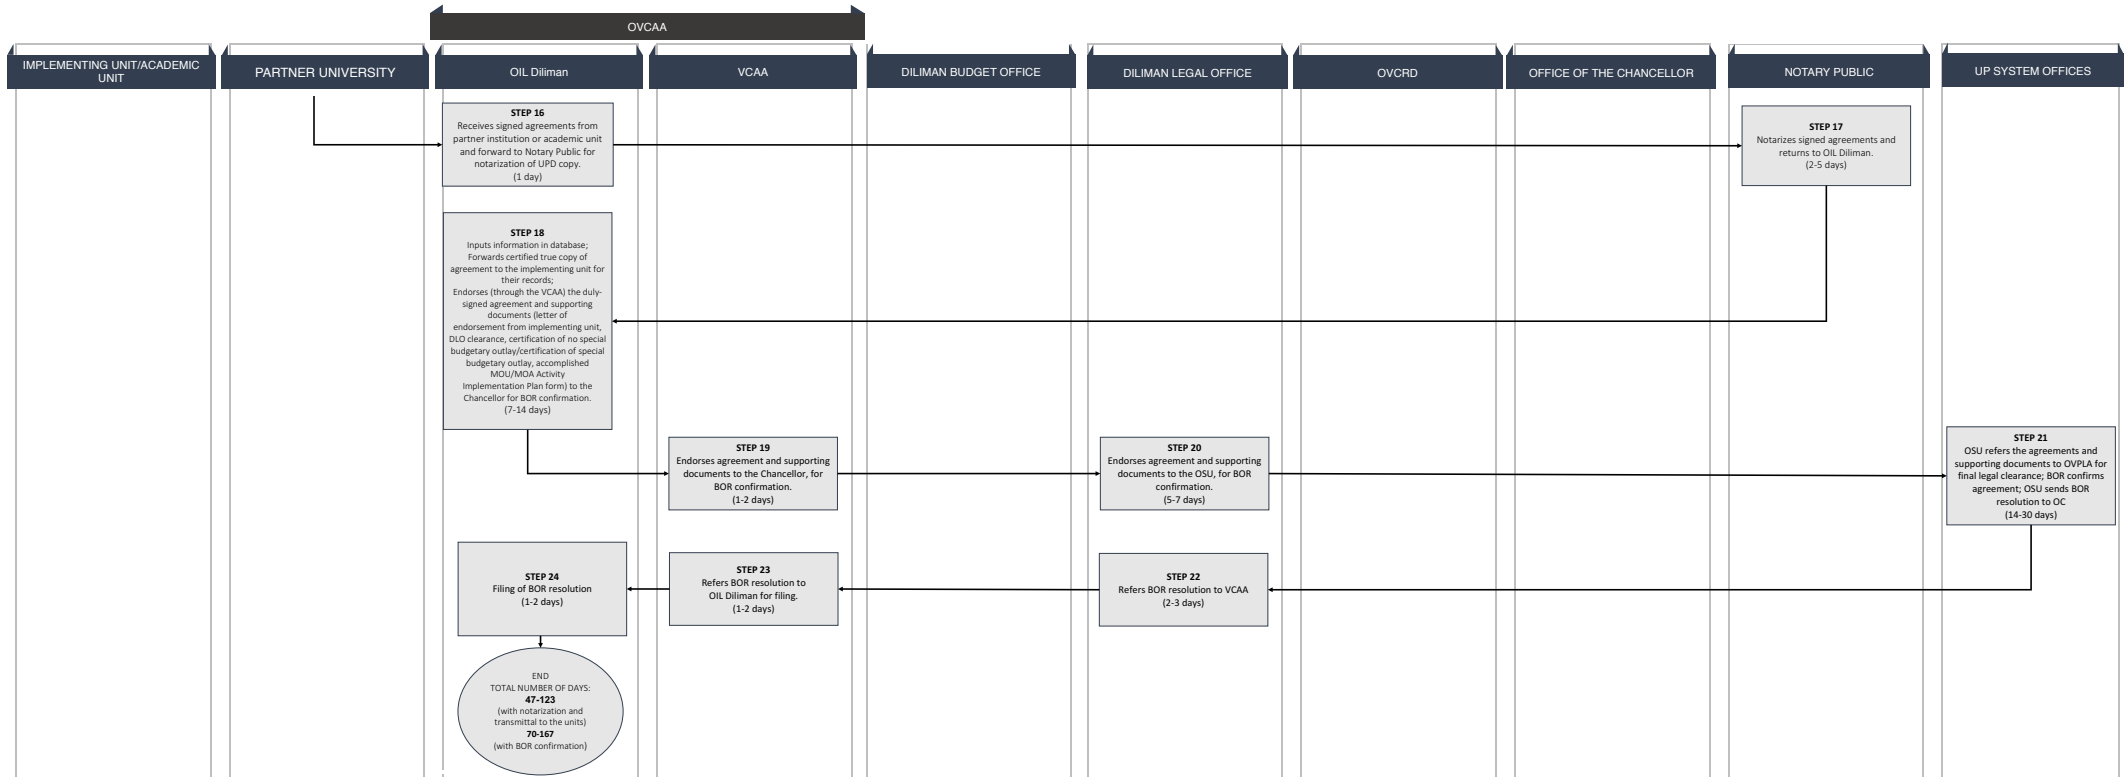 OVCAA
IMPLEMENTING UNIT/ACADEMIC
UNIT
PARTNER UNIVERSITY
OIL Diliman
VCAA
DILIMAN BUDGET OFFICE
DILIMAN LEGAL OFFICE
OVCRD
OFFICE OF THE CHANCELLOR
NOTARY PUBLIC
UP SYSTEM OFFICES
STEP 16
Receives signed agreements from
partner institution or academic unit
and forward to Notary Public for
notarization of UPD copy.
(1 day)
STEP 17
Notarizes signed agreements and
returns to OIL Diliman.
(2-5 days)
STEP 18
Inputs information in database;
Forwards certified true copy of
agreement to the implementing unit for
their records;
Endorses (through the VCAA) the duly-
signed agreement and supporting
documents (letter of
endorsement from implementing unit,
DLO clearance, certification of no special
budgetary outlay/certification of special
budgetary outlay, accomplished
MOU/MOA Activity
Implementation Plan form) to the
Chancellor for BOR confirmation.
(7-14 days)
STEP 19
Endorses agreement and supporting
documents to the Chancellor, for
BOR confirmation.
(1-2 days)
STEP 20
Endorses agreement and supporting
documents to the OSU, for BOR
confirmation.
(5-7 days)
STEP 21
OSU refers the agreements and
supporting documents to OVPLA for
final legal clearance; BOR confirms
agreement; OSU sends BOR
resolution to OC
(14-30 days)
STEP 24
Filing of BOR resolution
(1-2 days)
STEP 23
Refers BOR resolution to
OIL Diliman for filing.
(1-2 days)
STEP 22
Refers BOR resolution to VCAA
(2-3 days)
END
TOTAL NUMBER OF DAYS:
47-123
(with notarization and
transmittal to the units)
70-167
(with BOR confirmation)